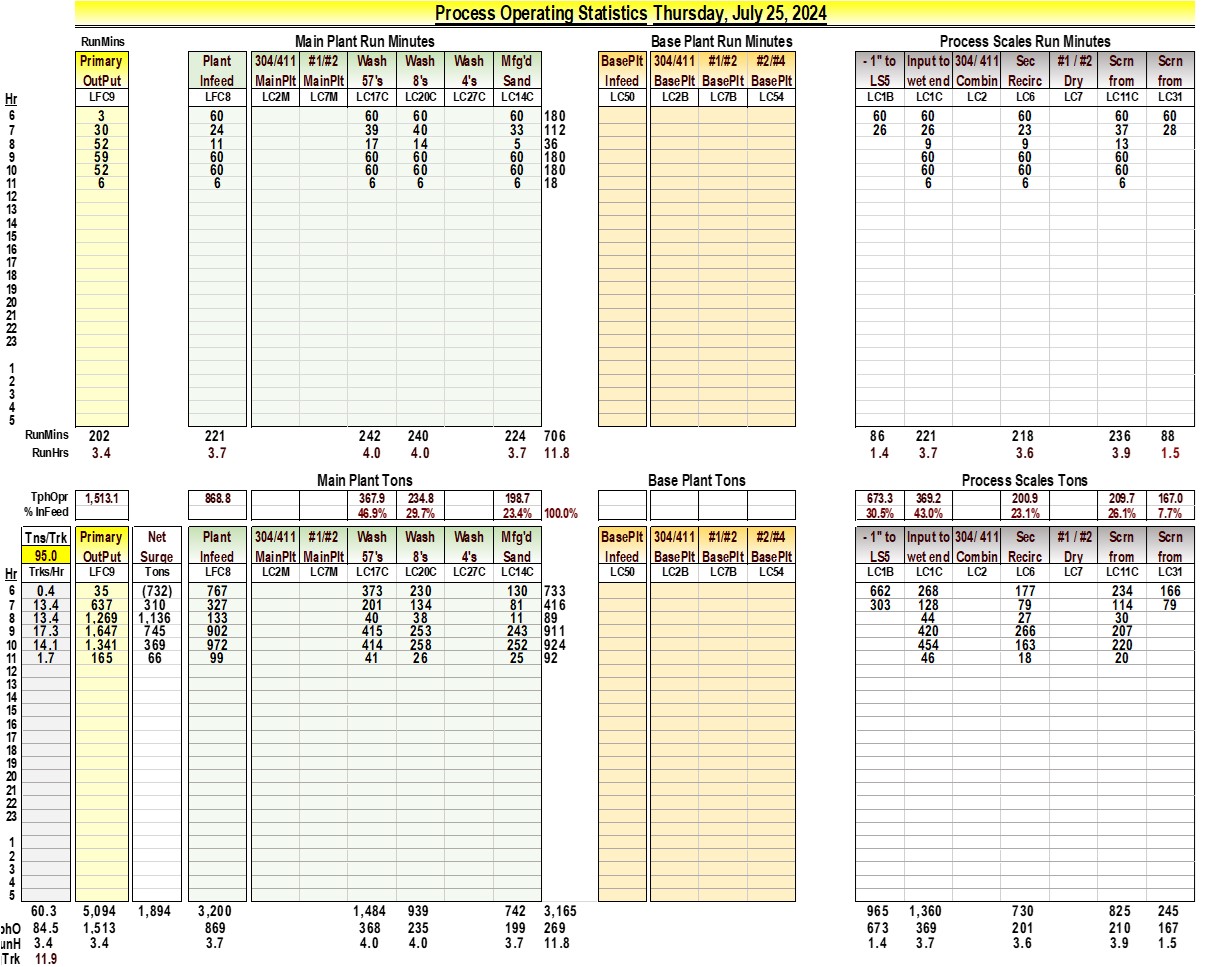 Process Operating Statistics Thursday, July 25, 2024
RunMins Main Plant Run Minutes Base Plant Run Minutes Process Scales Run Minutes
Primary Plant 304/411 #1/#2 Wash Wash Wash Mfg'd BasePlt 304/411 #1/#2 #2/#4 - 1" to Input to 304/ 411 Sec #1 / #2 Scrn Scrn
OutPut Infeed MainPlt MainPlt 57's 8's 4's Sand Infeed BasePlt BasePlt BasePlt LS5 wet end Combin Recirc Dry from from
Hr LFC9 LFC8 LC2M LC7M LC17C LC20C LC27C LC14C LC50 LC2B LC7B LC54 LC1B LC1C LC2 LC6 LC7 LC11C LC31
6 3 60 60 60 60 180 60 60 60 60 60
7 30 24 39 40 33 112 26 26 23 37 28
8 52 11 17 14 5 36 9 9 13
9 59 60 60 60 60 180 60 60 60
10 52 60 60 60 60 180 60 60 60
11 6 6 6 6 6 18 6 6 6
12
13
14
15
16
17
18
19
20
21
22
23
1
2
3
4
5
RunMins 202 221 242 240 224 706 86 221 218 236 88
RunHrs 3.4 3.7 4.0 4.0 3.7 11.8 1.4 3.7 3.6 3.9 1.5
Main Plant Tons Base Plant Tons Process Scales Tons
TphOpr 1,513.1 868.8 367.9 234.8 198.7 673.3 369.2 200.9 209.7 167.0
% InFeed 46.9% 29.7% 23.4% 100.0% 30.5% 43.0% 23.1% 26.1% 7.7%
Tns/Trk Primary Net Plant 304/411 #1/#2 Wash Wash Wash Mfg'd BasePlt 304/411 #1/#2 #2/#4 - 1" to Input to 304/ 411 Sec #1 / #2 Scrn Scrn
95.0 OutPut Surge Infeed MainPlt MainPlt 57's 8's 4's Sand Infeed BasePlt BasePlt BasePlt LS5 wet end Combin Recirc Dry from from
Hr Trks/Hr LFC9 Tons LFC8 LC2M LC7M LC17C LC20C LC27C LC14C LC50 LC2B LC7B LC54 LC1B LC1C LC2 LC6 LC7 LC11C LC31
6 0.4 35 (732) 767 373 230 130 733 662 268 177 234 166
7 13.4 637 310 327 201 134 81 416 303 128 79 114 79
8 13.4 1,269 1,136 133 40 38 11 89 44 27 30
9 17.3 1,647 745 902 415 253 243 911 420 266 207
10 14.1 1,341 369 972 414 258 252 924 454 163 220
11 1.7 165 66 99 41 26 25 92 46 18 20
12
13
14
15
16
17
18
19
20
21
22
23
1
2
3
4
5
60.3 5,094 1,894 3,200 1,484 939 742 3,165 965 1,360 730 825 245
phO 84.5 1,513 869 368 235 199 269 673 369 201 210 167
unH 3.4 3.4 3.7 4.0 4.0 3.7 11.8 1.4 3.7 3.6 3.9 1.5
Trk 11.9